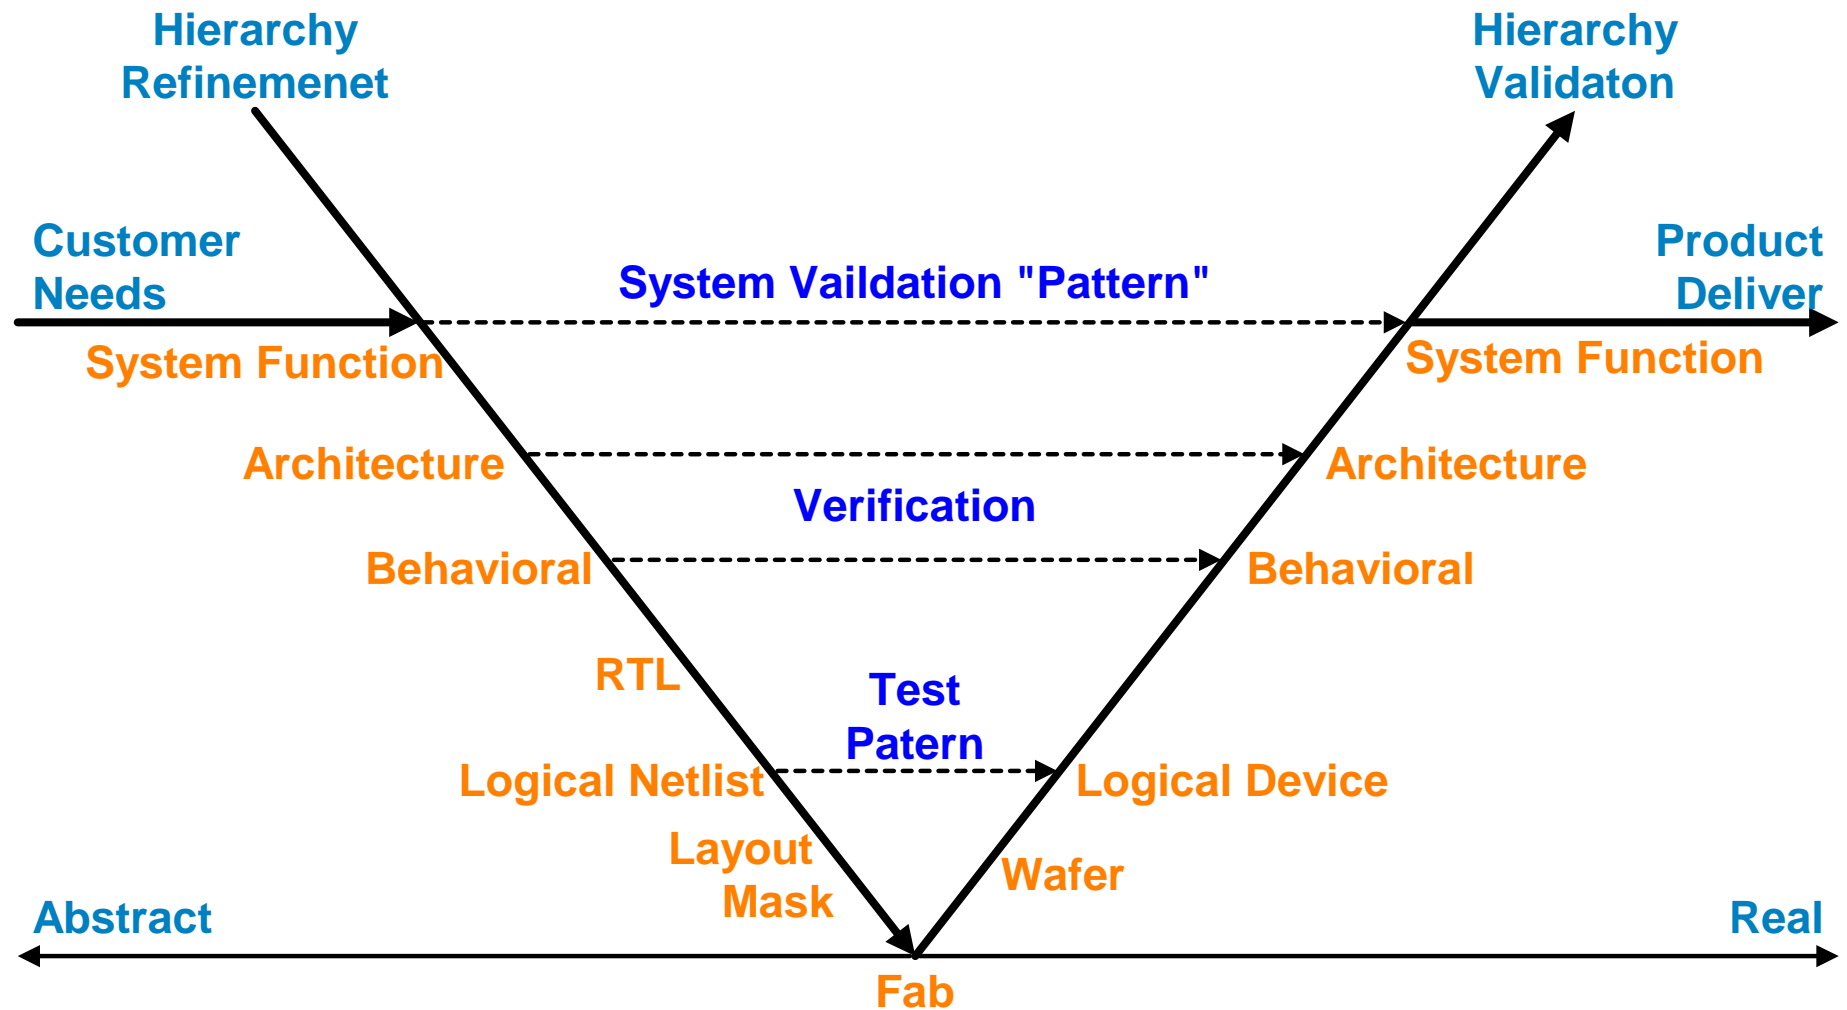 Hierarchy
Refinemenet
Hierarchy
Validaton
Customer
Needs
System Vaildation "Pattern"
Product
Deliver
System Function
System Function
Architecture
Architecture
Verification
Behavioral
Behavioral
RTL
Test
Patern
Logical Netlist
Logical Device
Layout
Mask
Wafer
Abstract
Real
Fab